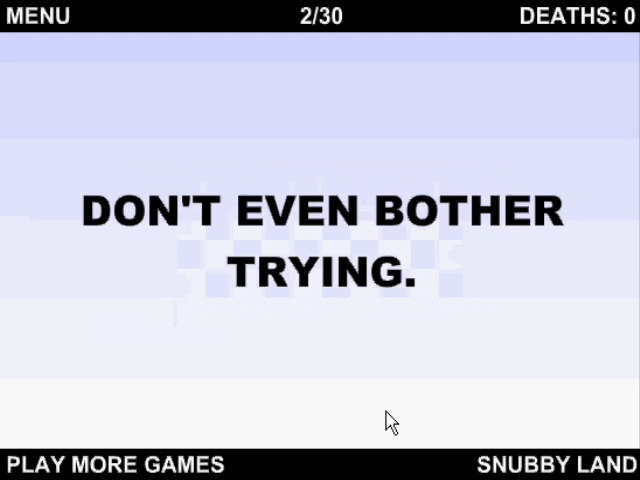 MENU
2/30
DEATHS: 0
DON'T EVEN BOTHER
TRYING.
PLAY MORE GAMES
SNUBBY LAND